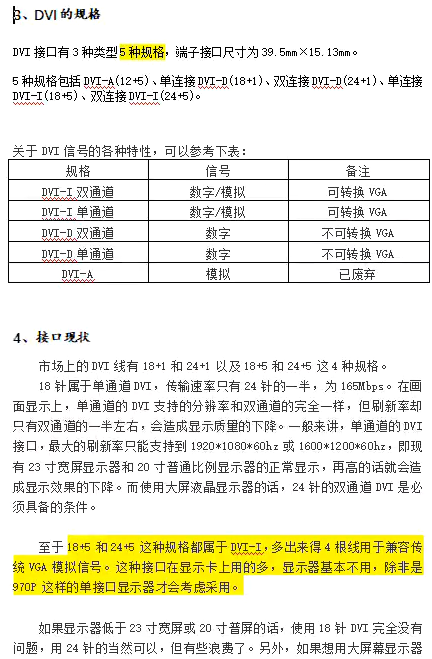 3、DVI的规格
DVI 接口有 3 种类型 5 种规格，端子接口尺寸为 39.5mm×15.13mm。
5 种规格包括 DVI-A(12+5)、单连接 DVI-D(18+1)、双连接 DVI-D(24+1)、单连接
DVI-I(18+5)、双连接 DVI-I(24+5)。
关于 DVI 信号的各种特性，可以参考下表：
规格 信号 备注
DVI-I 双通道 数字/模拟 可转换 VGA
DVI-I 单通道 数字/模拟 可转换 VGA
DVI-D 双通道 数字 不可转换 VGA
DVI-D 单通道 数字 不可转换 VGA
DVI-A 模拟 已废弃
4、接口现状
市场上的 DVI 线有 18+1 和 24+1 以及 18+5 和 24+5 这 4 种规格。
18 针属于单通道 DVI，传输速率只有 24 针的一半，为 165Mbps。在画
面显示上，单通道的 DVI 支持的分辨率和双通道的完全一样，但刷新率却
只有双通道的一半左右，会造成显示质量的下降。一般来讲，单通道的 DVI
接口，最大的刷新率只能支持到 1920*1080*60hz 或 1600*1200*60hz，即现
有 23 寸宽屏显示器和 20 寸普通比例显示器的正常显示，再高的话就会造
成显示效果的下降。而使用大屏液晶显示器的话，24 针的双通道 DVI 是必
须具备的条件。
至于 18+5 和 24+5 这种规格都属于 DVI-I，多出来得 4 根线用于兼容传
统 VGA 模拟信号。这种接口在显示卡上用的多，显示器基本不用，除非是
970P 这样的单接口显示器才会考虑采用。
如果显示器低于 23 寸宽屏或 20 寸普屏的话，使用 18 针 DVI 完全没有
问题，用 24 针的当然可以，但有些浪费了。另外，如果想用大屏幕显示器